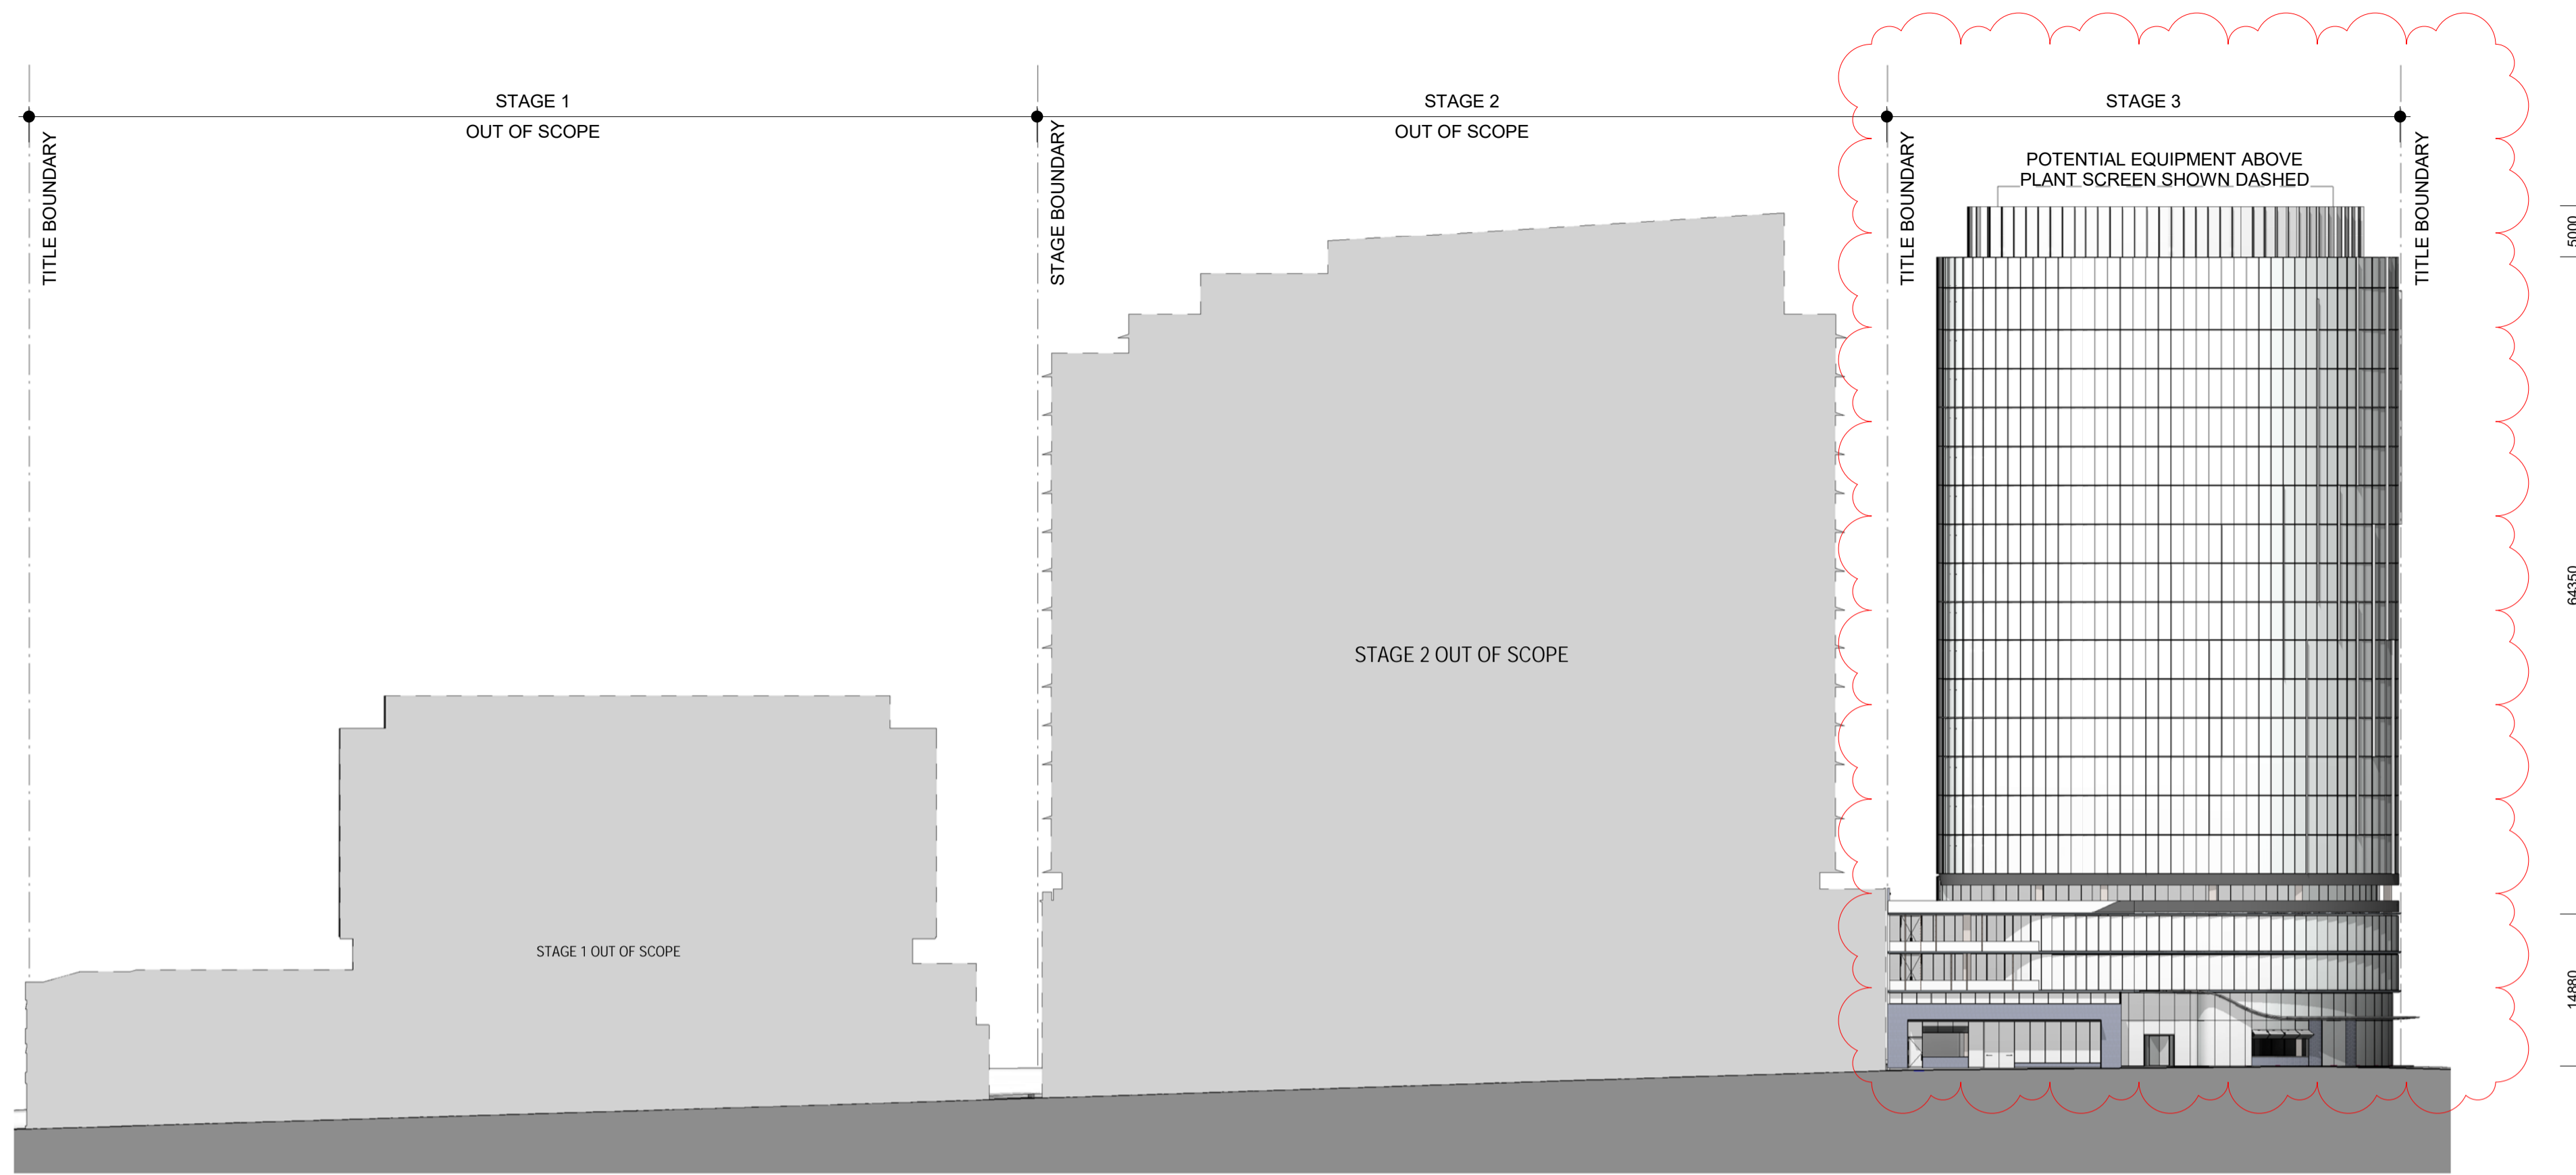 STAGE 1
OUT OF SCOPE
STAGE 2
OUT OF SCOPE
STAGE 3
TITLE BOUNDARY
STAGE BOUNDARY
TITLE BOUNDARY
POTENTIAL EQUIPMENT ABOVE
PLANT SCREEN SHOWN DASHED
TITLE BOUNDARY
5000
64350
STAGE 2 OUT OF SCOPE
STAGE 1 OUT OF SCOPE
14880